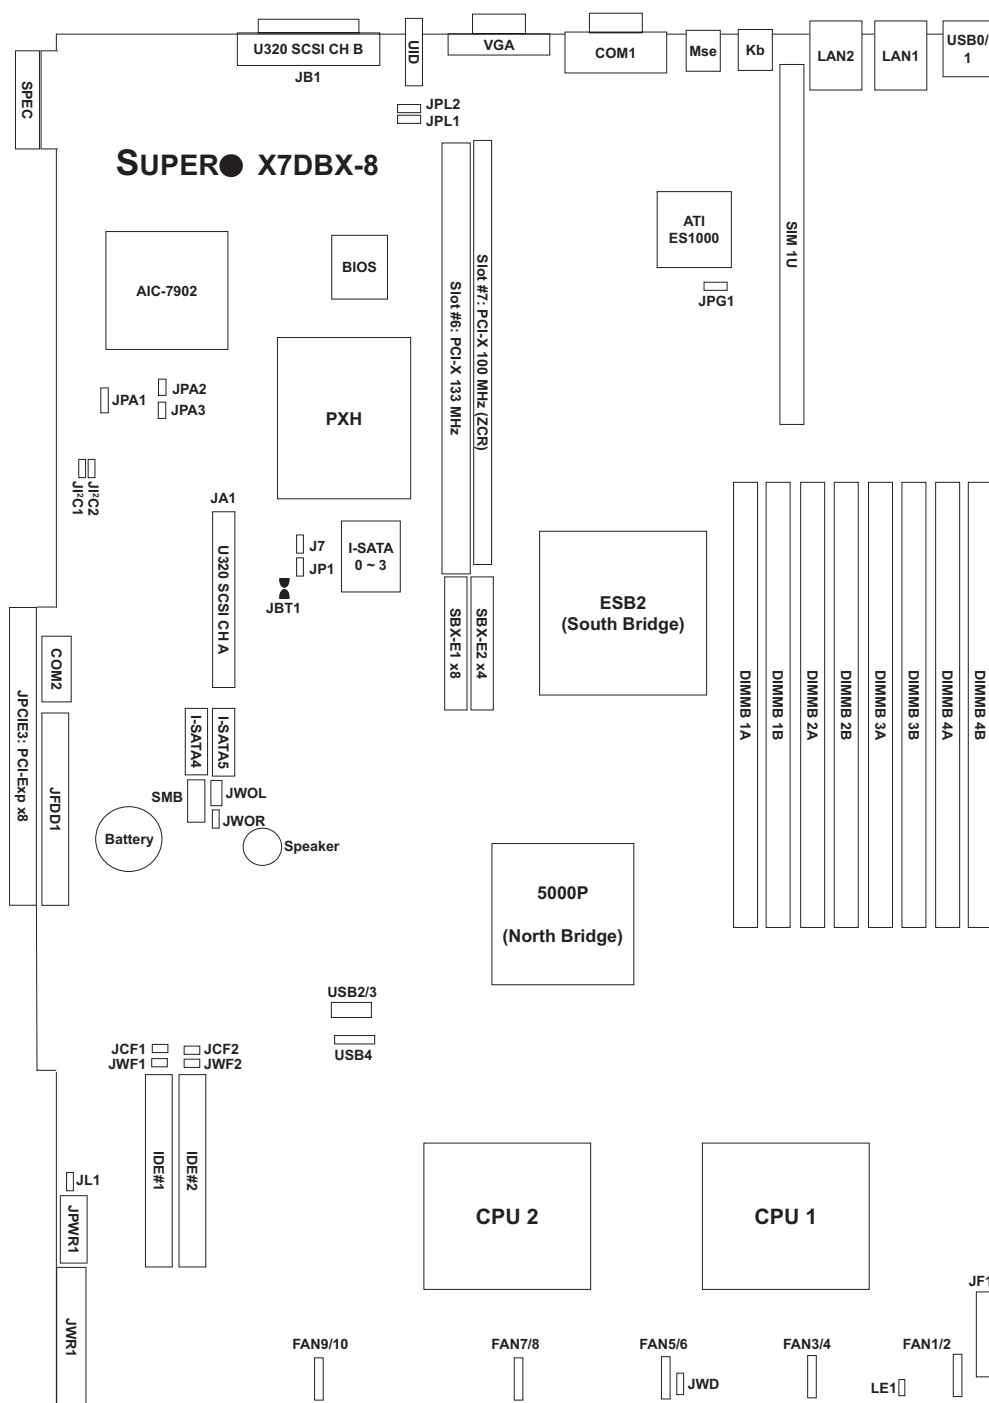 U320 SCSI CH B
UID
VGA
COM1
Mse
Kb
LAN2
LAN1
USB0/
1
JB1
SPEC
JPL2
JPL1
SUPER● X7DBX-8
ATI
ES1000
SIM 1U
BIOS
AIC-7902
JPG1
Slot #6: PCI-X 133 MHz
Slot #7: PCI-X 100 MHz (ZCR)
JPA1
JPA2
JPA3
PXH
JI²C1
JI²C2
JA1
U320 SCSI CH A
J7
JP1
JBT1
I-SATA
0 ~ 3
SBX-E1 x8
SBX-E2 x4
ESB2
(South Bridge)
DIMMB 1A
DIMMB 1B
DIMMB 2A
DIMMB 2B
DIMMB 3A
DIMMB 3B
DIMMB 4A
DIMMB 4B
COM2
JPCIE3: PCI-Exp x8
JFDD1
I-SATA4
I-SATA5
SMB
JWOL
JWOR
Battery
Speaker
5000P
(North Bridge)
USB2/3
USB4
JCF1
JCF2
JWF1
JWF2
IDE#1
IDE#2
JL1
JPWR1
CPU 2
CPU 1
JWR1
JF1
FAN9/10
FAN7/8
FAN5/6
FAN3/4
FAN1/2
JWD
LE1